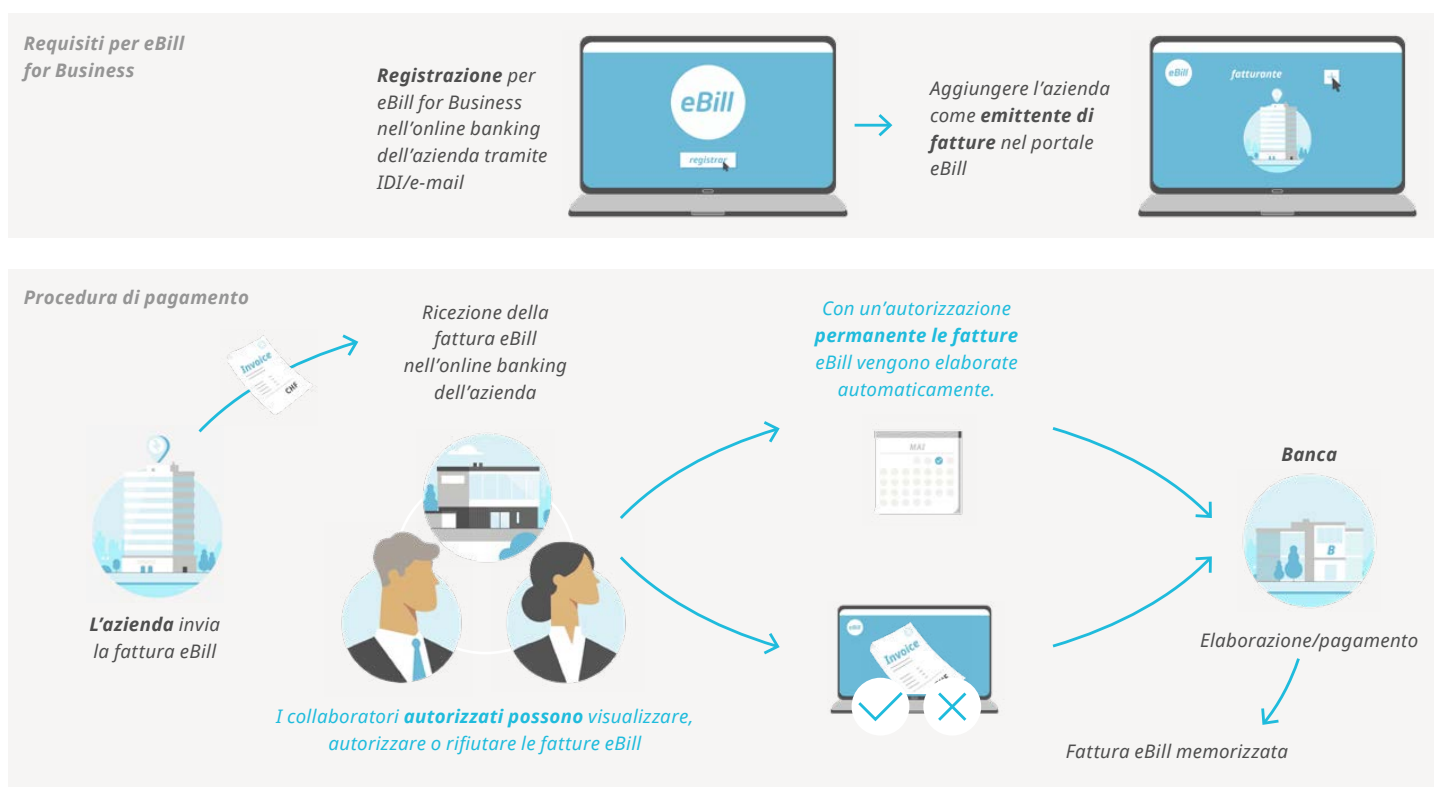 Requisiti per eBill
for Business
Registrazione per
eBill for Business
nell'online banking
dell'azienda tramite
IDI/e-mail
eBill
registrar
Aggiungere l'azienda
come emittente di
fatture nel portale
eBill
eBill
fatturante
Procedura di pagamento
Invoice
CHF
Ricezione della
fattura eBill
nell'online banking
dell'azienda
Con un'autorizzazione
permanente le fatture
eBill vengono elaborate
automaticamente.
MAI
Banca
B
L'azienda invia
la fattura eBill
eBill
Invoice
Elaborazione/pagamento
I collaboratori autorizzati possono visualizzare,
autorizzare o rifiutare le fatture eBill
Fattura eBill memorizzata